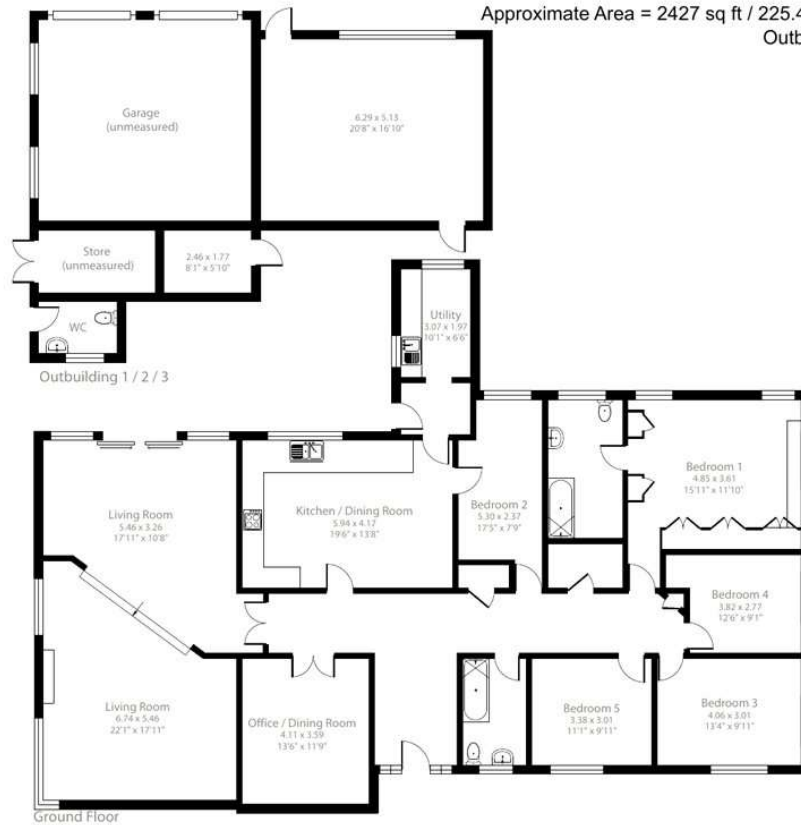 Approximate Area = 2427 sq ft / 225.4
Outb
Garage
(unmeasured)
6.29 x 5.13
20'8" x 16'10"
Store
(unmeasured)
2.46 x 1.77
8'1" x 5'10"
WC
Outbuilding 1 / 2 / 3
Utility
3.07 x 1.97
10'1" x 6'6"
Living Room
5.46 x 3.26
17'11" x 10'8"
Kitchen / Dining Room
5.94 x 4.17
19'6" x 13'8"
Bedroom 2
5.30 x 2.37
17'5" x 7'9"
Bedroom 1
4.85 x 3.61
15'11" x 11'10"
Bedroom 4
3.82 x 2.77
12'6" x 9'1"
Living Room
6.74 x 5.46
22'1" x 17'11"
Office / Dining Room
4.11 x 3.59
13'6" x 11'9"
Bedroom 5
3.38 x 3.01
11'1" x 9'11"
Bedroom 3
4.06 x 3.01
13'4" x 9'11"
Ground Floor